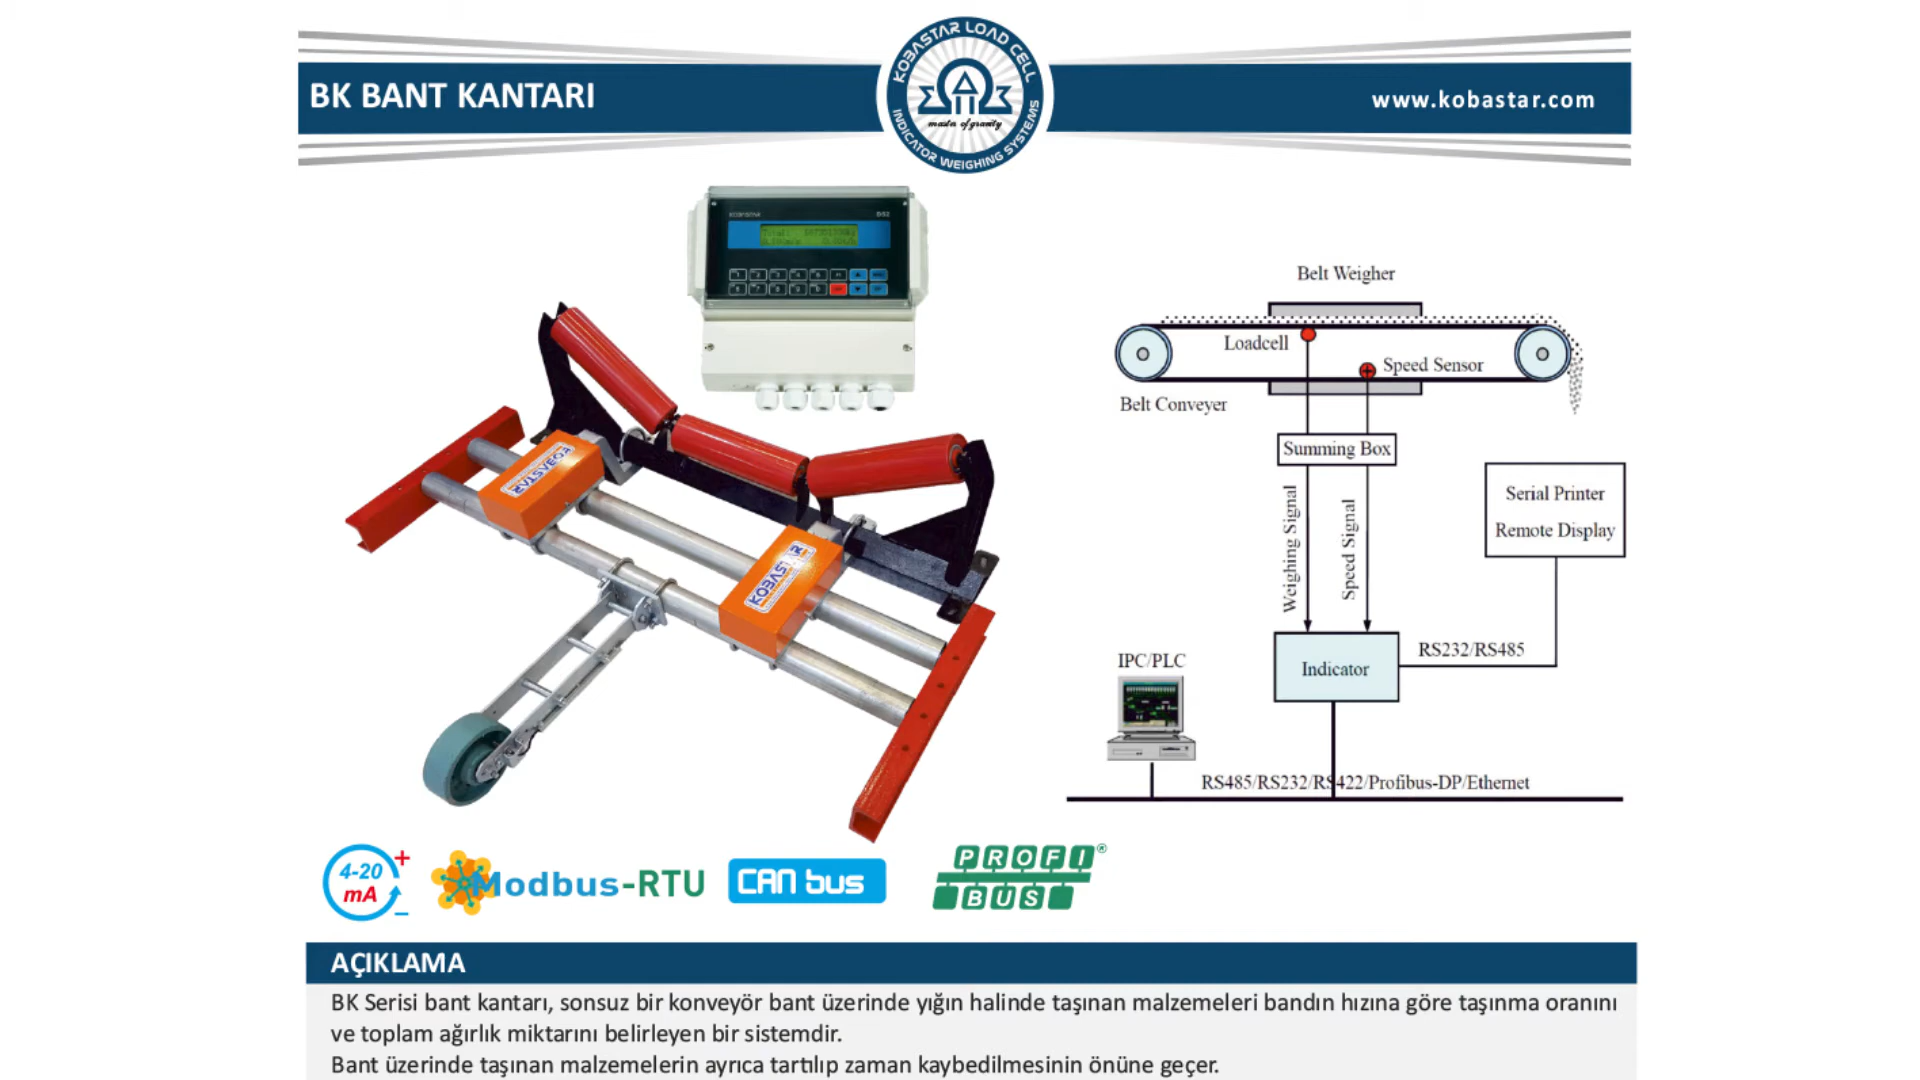 BK BANT KANTARI
KOBASTAR LOAD CELL
INDICATOR WEIGHING SYSTEMS
master of gravity
www.kobastar.com
KOBASTAR
KOBASTAR
Belt Weigher
Loadcell
Speed Sensor
Belt Conveyer
Summing Box
Weighing Signal
Speed Signal
Serial Printer
Remote Display
RS232/RS485
Indicator
IPC/PLC
RS485/RS232/RS422/Profibus-DP/Ethernet
4-20
mA
Modbus-RTU
CAN bus
PROFI
BUS
AÇIKLAMA
BK Serisi bant kantarı, sonsuz bir konveyör bant üzerinde yığın halinde taşınan malzemeleri bandın hızına göre taşınma oranını
ve toplam ağırlık miktarını belirleyen bir sistemdir.
Bant üzerinde taşınan malzemelerin ayrıca tartılıp zaman kaybedilmesinin önüne geçer.